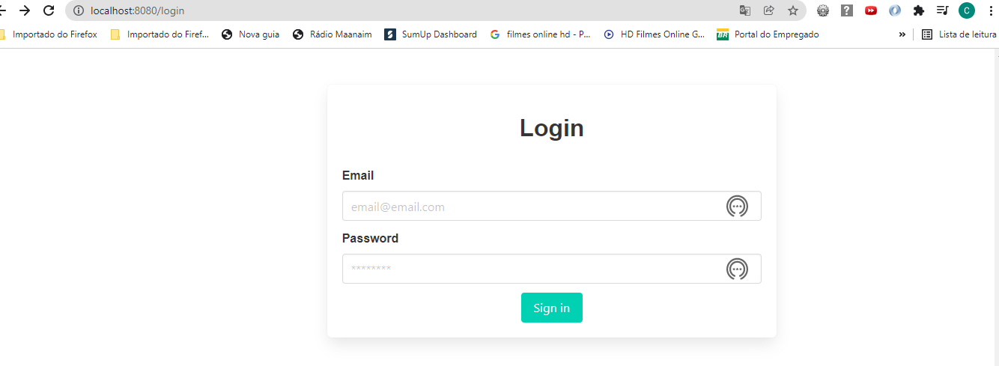 localhost:8080/login
C
Importado do Firefox Importado do Firef... Nova guia Rádio Maanaim SumUp Dashboard filmes online hd - P... HD Filmes Online G... Portal do Empregado » Lista de leitura
Login
Email
email@email.com
Password
********
Sign in